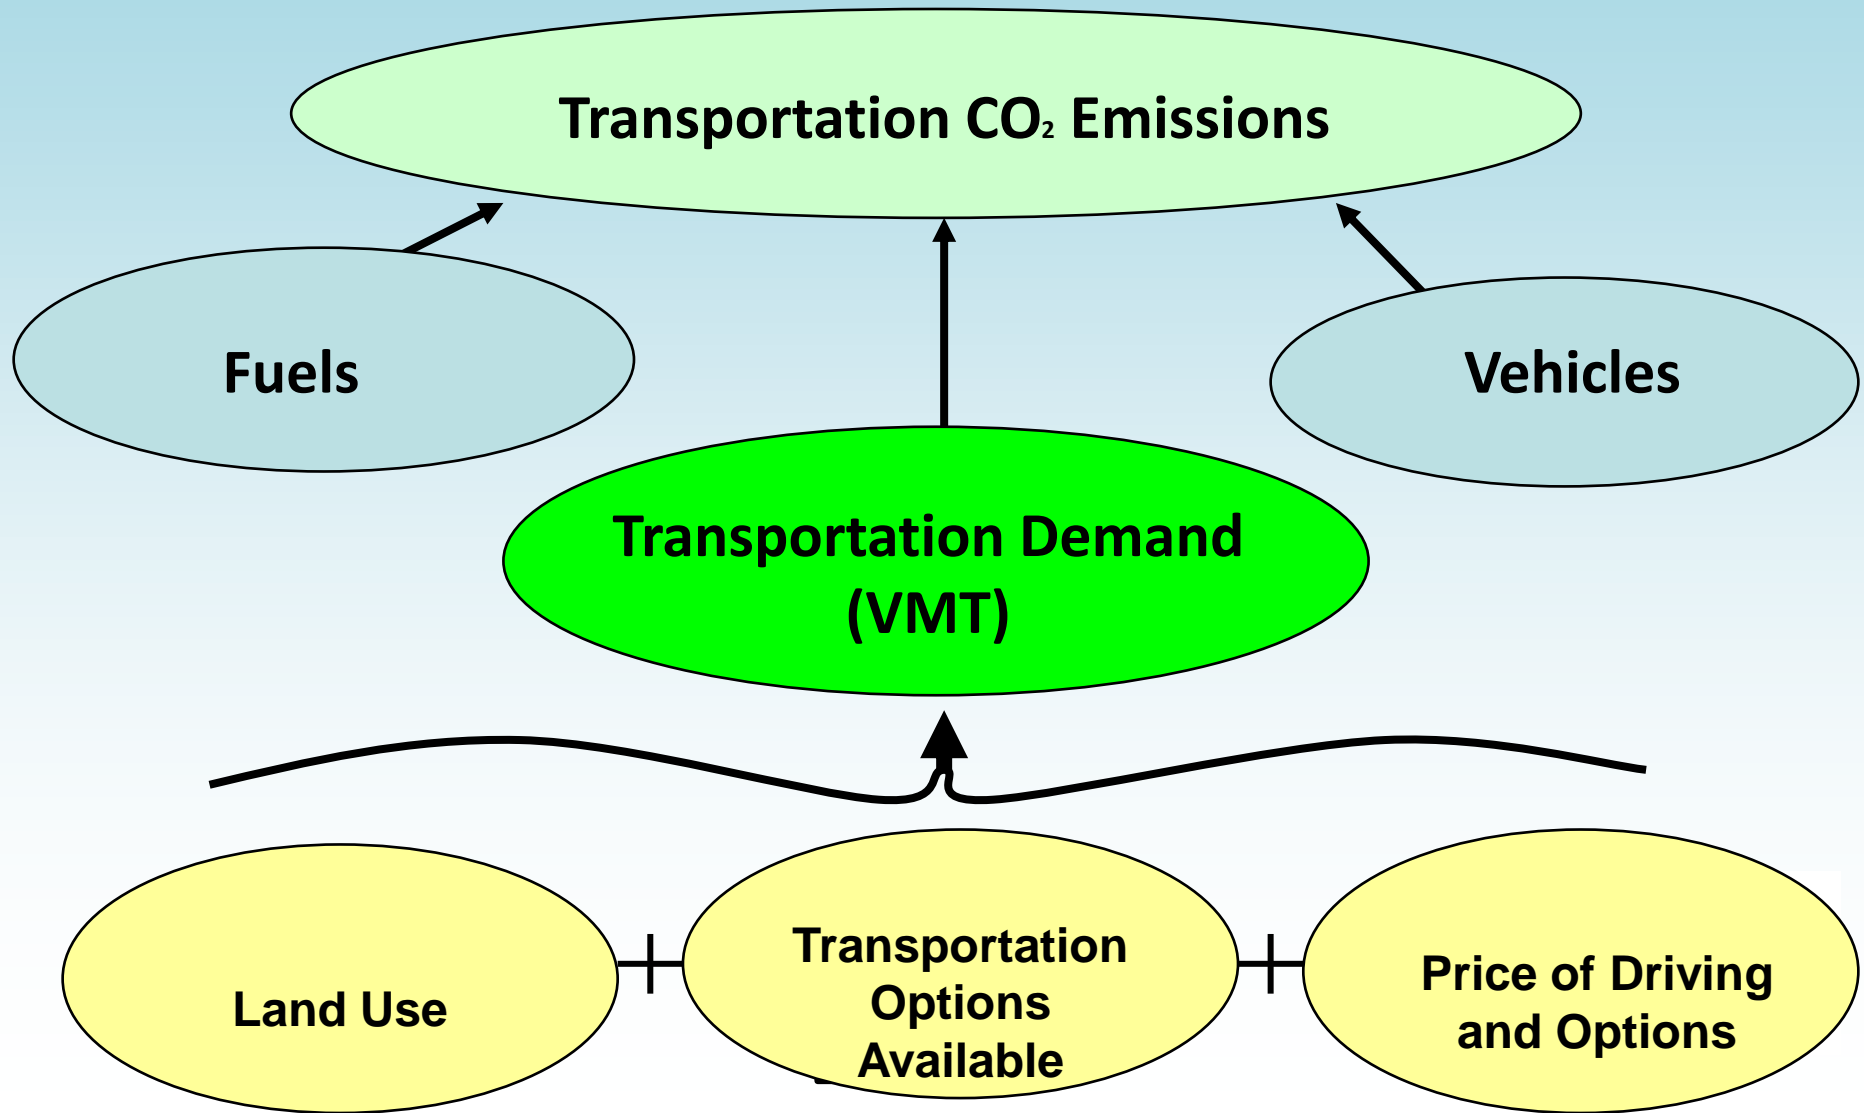 Transportation CO₂ Emissions
Fuels
Vehicles
Transportation Demand
(VMT)
Land Use
Transportation
Options
Available
Price of Driving
and Options